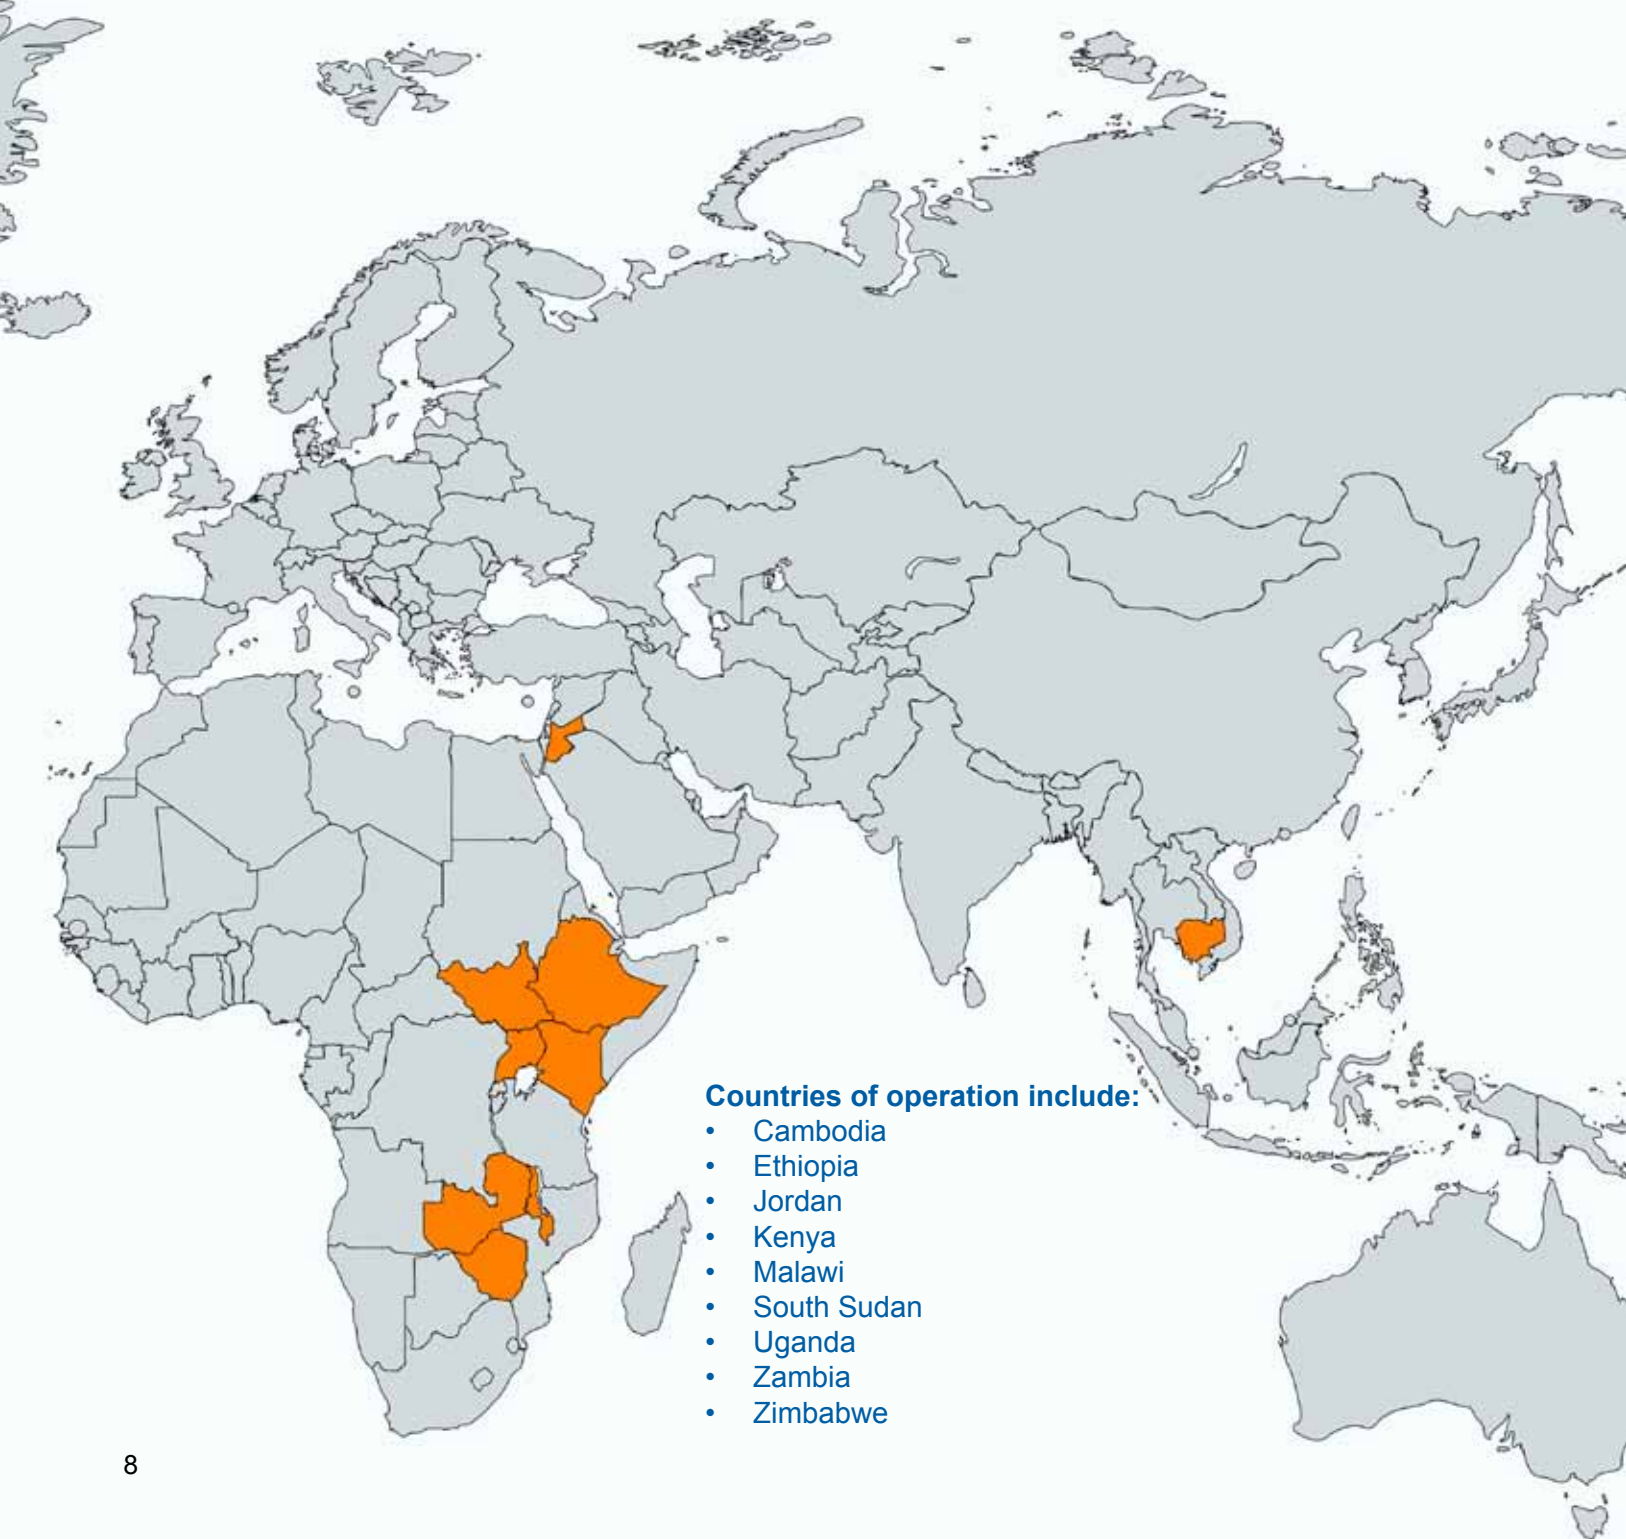 Countries of operation include:
• Cambodia
• Ethiopia
• Jordan
• Kenya
• Malawi
• South Sudan
• Uganda
• Zambia
• Zimbabwe
8